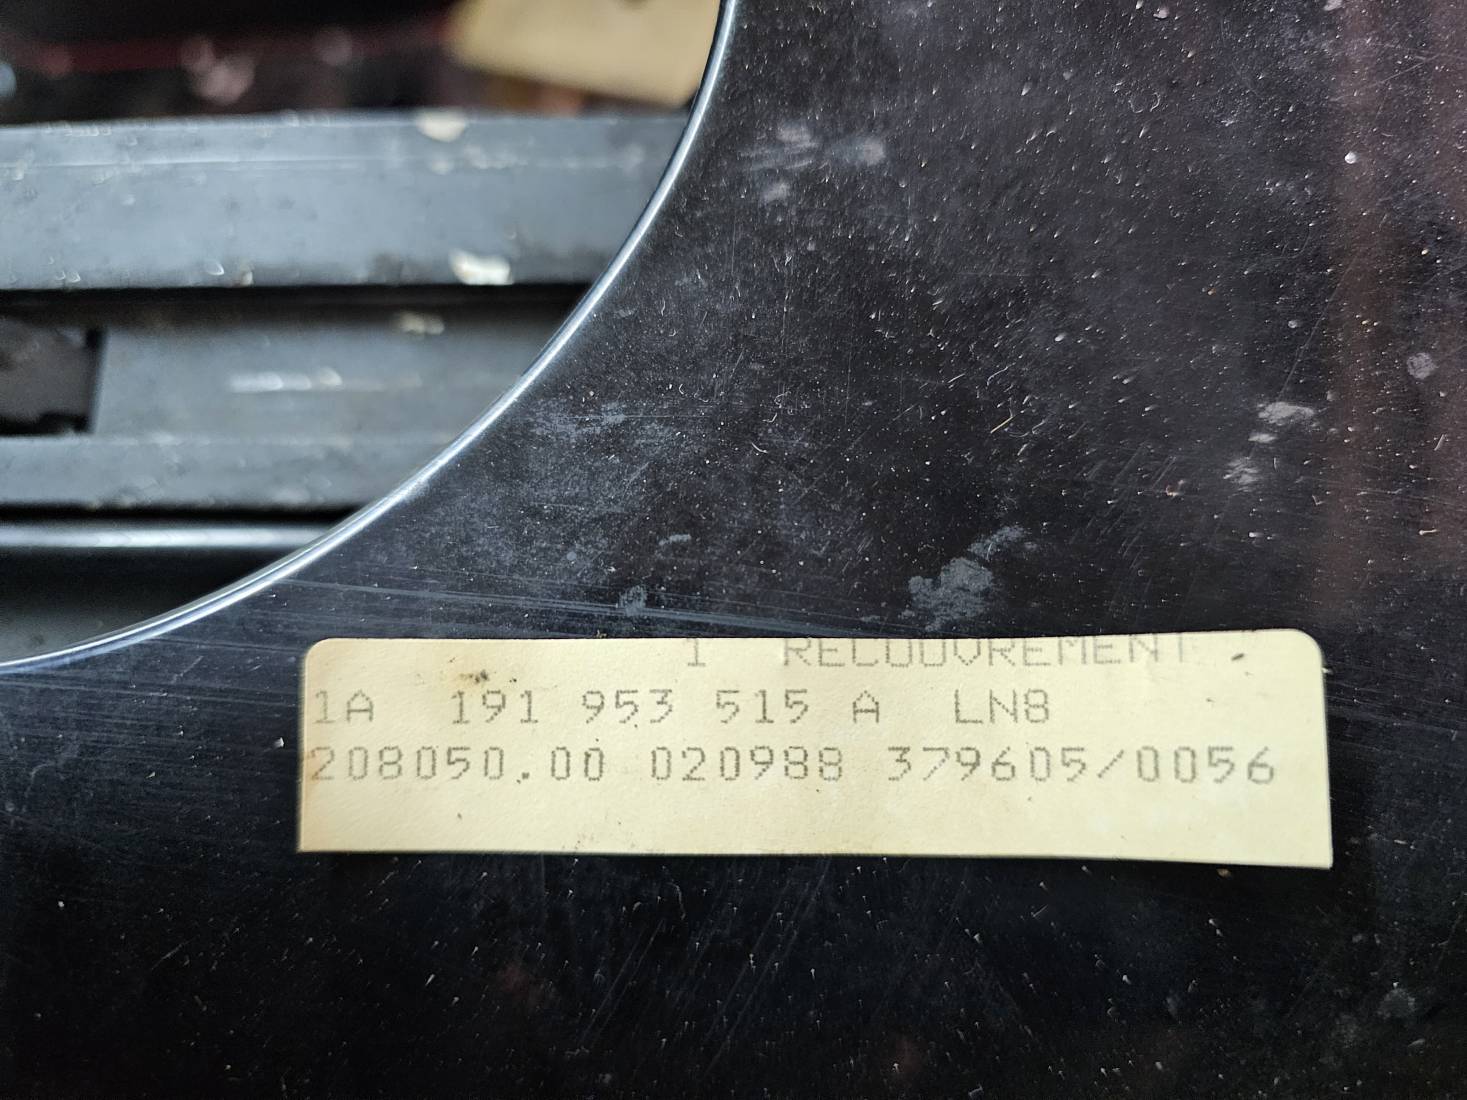 1 RECOUVREMENT
1A 191 953 515 A LN8
208050.00 020988 379605/0056